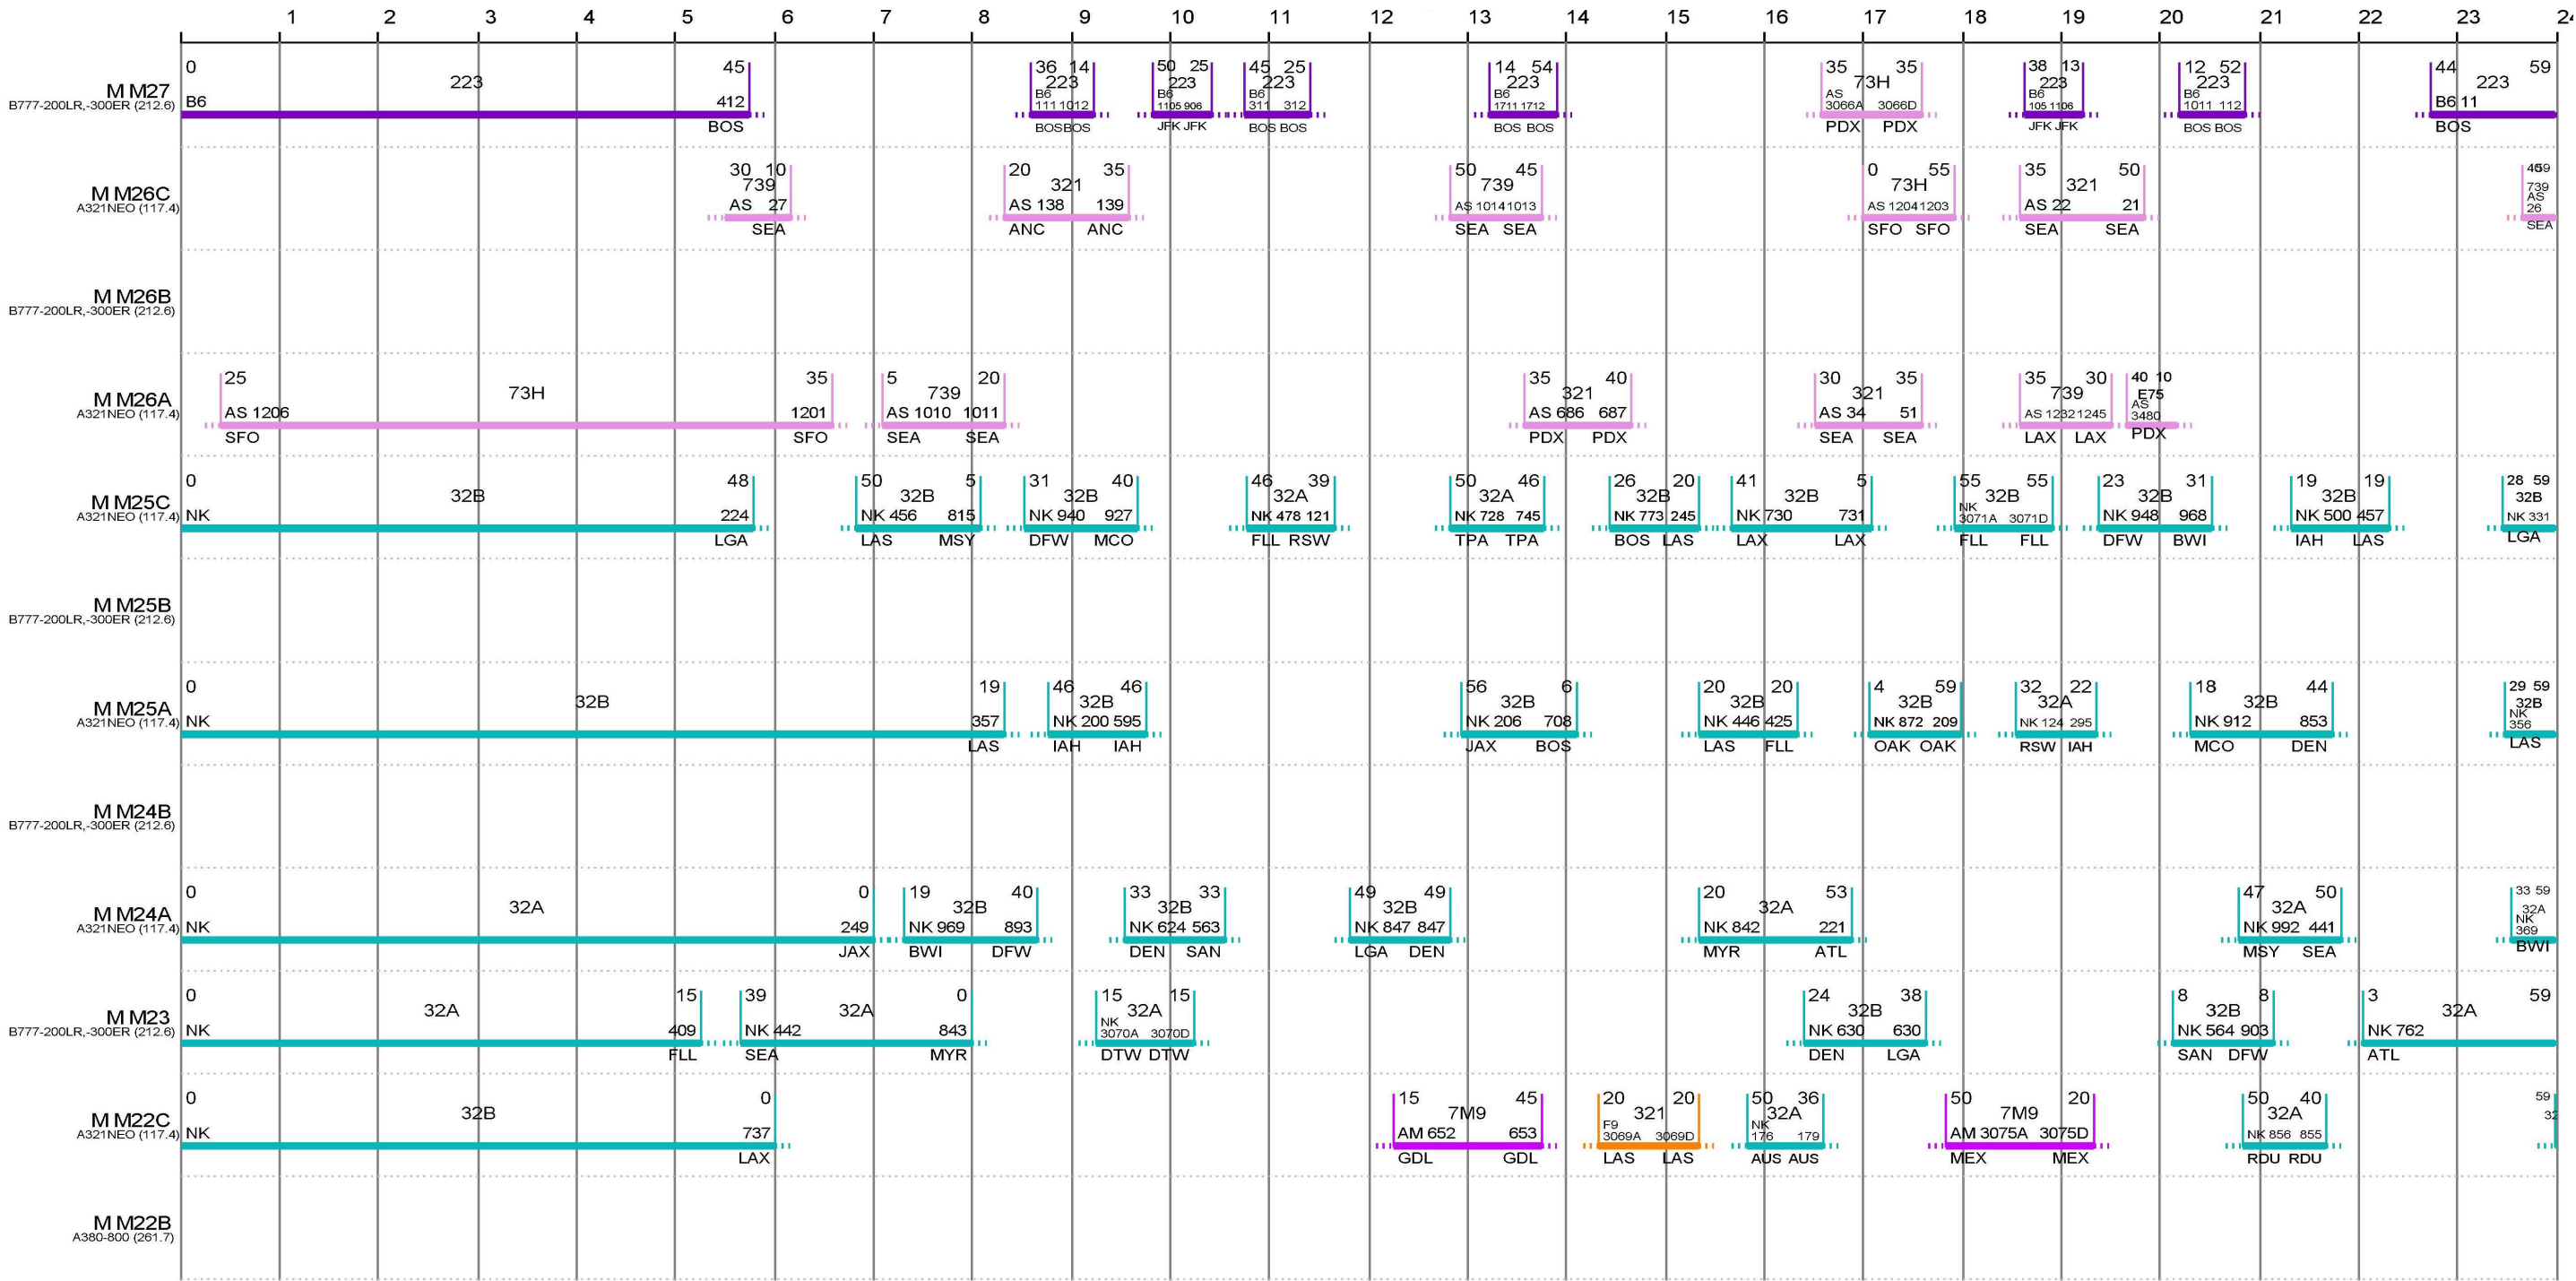 1 2 3 4 5 6 7 8 9 10 11 12 13 14 15 16 17 18 19 20 21 22 23 24
0 45 36 14 50 25 45 25 14 54 35 35 38 13 12 52 44 59
M M27 223 223 223 223 223 73H 223 223 223
B777-200LR,-300ER (212.6) B6 412 B6 111 1012 B6 1105 906 B6 311 312 B6 1711 1712 AS 3066A 3066D B6 105 1106 B6 1011 112 B6 11
BOS BOS BOS JFK JFK BOS BOS BOS BOS PDX PDX JFK JFK BOS BOS BOS
30 10 20 35 50 45 0 55 35 50 59
M M26C 739 321 739 73H 321 739
A321NEO (117.4) AS 27 AS 138 139 AS 1014 1013 AS 1204 1203 AS 22 21 AS 26
SEA ANC ANC SEA SEA SFO SFO SEA SEA SEA
M M26B
B777-200LR,-300ER (212.6)
25 35 5 20 35 40 30 35 35 30 40 10
M M26A 73H 739 321 321 739 E75
A321NEO (117.4) AS 1206 1201 AS 1010 1011 AS 686 687 AS 34 51 AS 1232 1245 AS 3480
SFO SFO SEA SEA PDX PDX SEA SEA LAX LAX PDX
0 48 50 5 31 40 46 39 50 46 26 20 41 5 55 55 23 31 19 19 28 59
M M25C 32B 32B 32B 32A 32A 32B 32B 32B 32B 32B 32B
A321NEO (117.4) NK 224 NK 456 815 NK 940 927 NK 478 121 NK 728 745 NK 773 245 NK 730 731 NK 3071A 3071D NK 948 968 NK 500 457 NK 331
LGA LAS MSY DFW MCO FLL RSW TPA TPA BOS LAS LAX LAX FLL FLL DFW BWI IAH LAS LGA
M M25B
B777-200LR,-300ER (212.6)
0 19 46 46 56 6 20 20 4 59 32 22 18 44 29 59
M M25A 32B 32B 32B 32B 32B 32A 32B 32B
A321NEO (117.4) NK 357 NK 200 595 NK 206 708 NK 446 425 NK 872 209 NK 124 295 NK 912 853 NK 356
LAS IAH IAH JAX BOS LAS FLL OAK OAK RSW IAH MCO DEN LAS
M M24B
B777-200LR,-300ER (212.6)
0 0 19 40 33 33 49 49 20 53 47 50 33 59
M M24A 32A 32B 32B 32B 32A 32A 32A
A321NEO (117.4) NK 249 NK 969 893 NK 624 563 NK 847 847 NK 842 221 NK 992 441 NK 369
JAX BWI DFW DEN SAN LGA DEN MYR ATL MSY SEA BWI
0 15 39 0 15 15 24 38 8 8 3 59
M M23 32A 32A 32A 32B 32B 32A
B777-200LR,-300ER (212.6) NK 409 NK 442 843 NK 3070A 3070D NK 630 630 NK 564 903 NK 762
FLL SEA MYR DTW DTW DEN LGA SAN DFW ATL
0 0 15 45 20 20 50 36 50 20 50 40 59
M M22C 32B 7M9 321 32A 7M9 32A
A321NEO (117.4) NK 737 AM 652 653 F9 3069A 3069D NK 176 179 AM 3075A 3075D NK 856 855
LAX GDL GDL LAS LAS AUS AUS MEX MEX RDU RDU
M M22B
A380-800 (261.7)